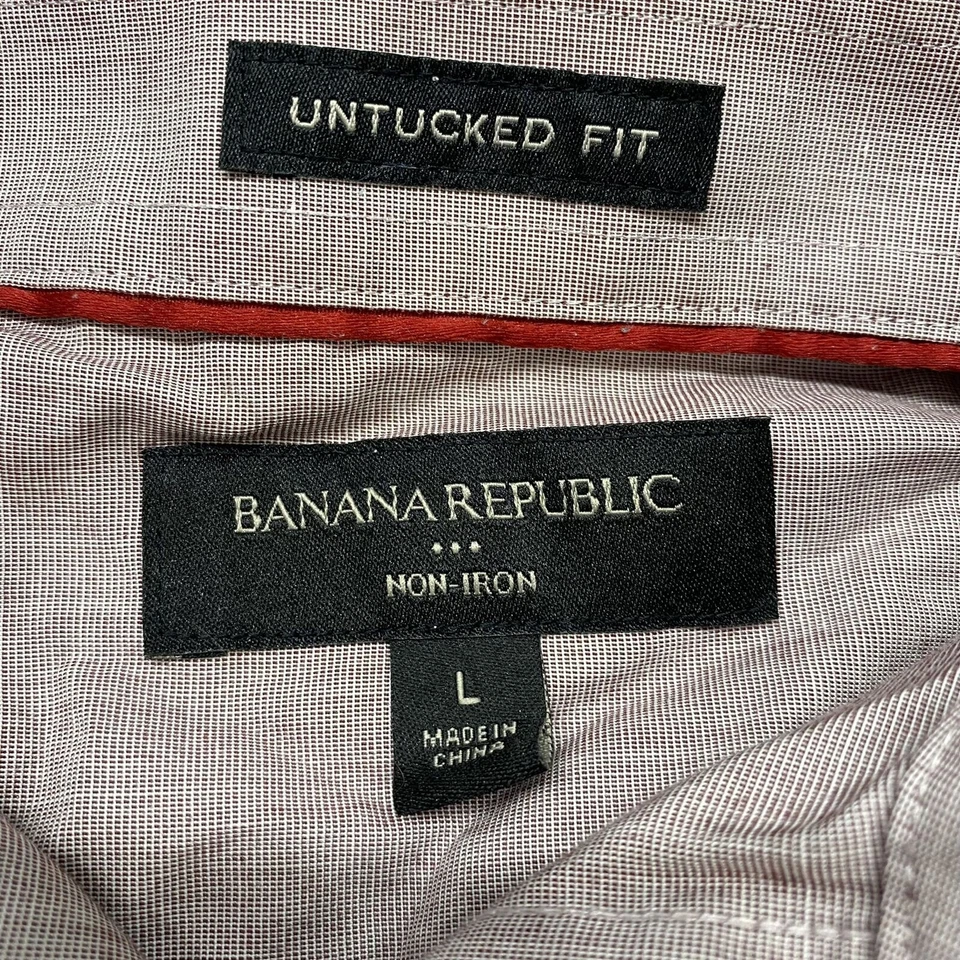 UNTUCKED FIT
BANANA REPUBLIC
NON-IRON
L
MADE IN
CHINA